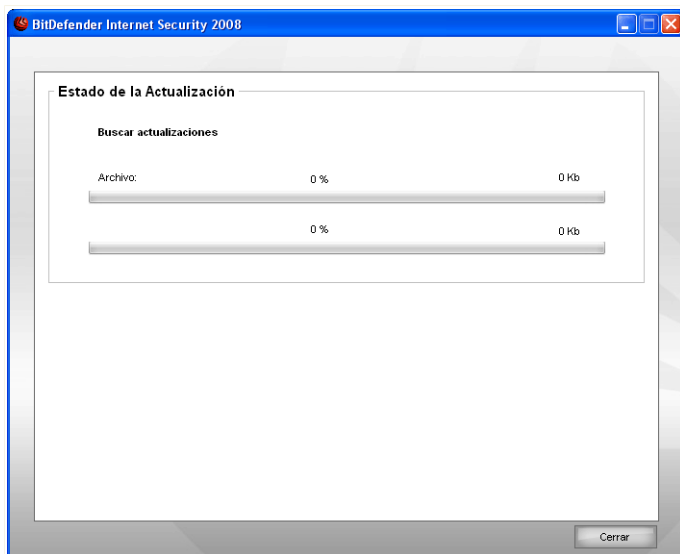 BitDefender Internet Security 2008
Estado de la Actualización
Buscar actualizaciones
Archivo: 0 % 0 Kb
0 % 0 Kb
Cerrar